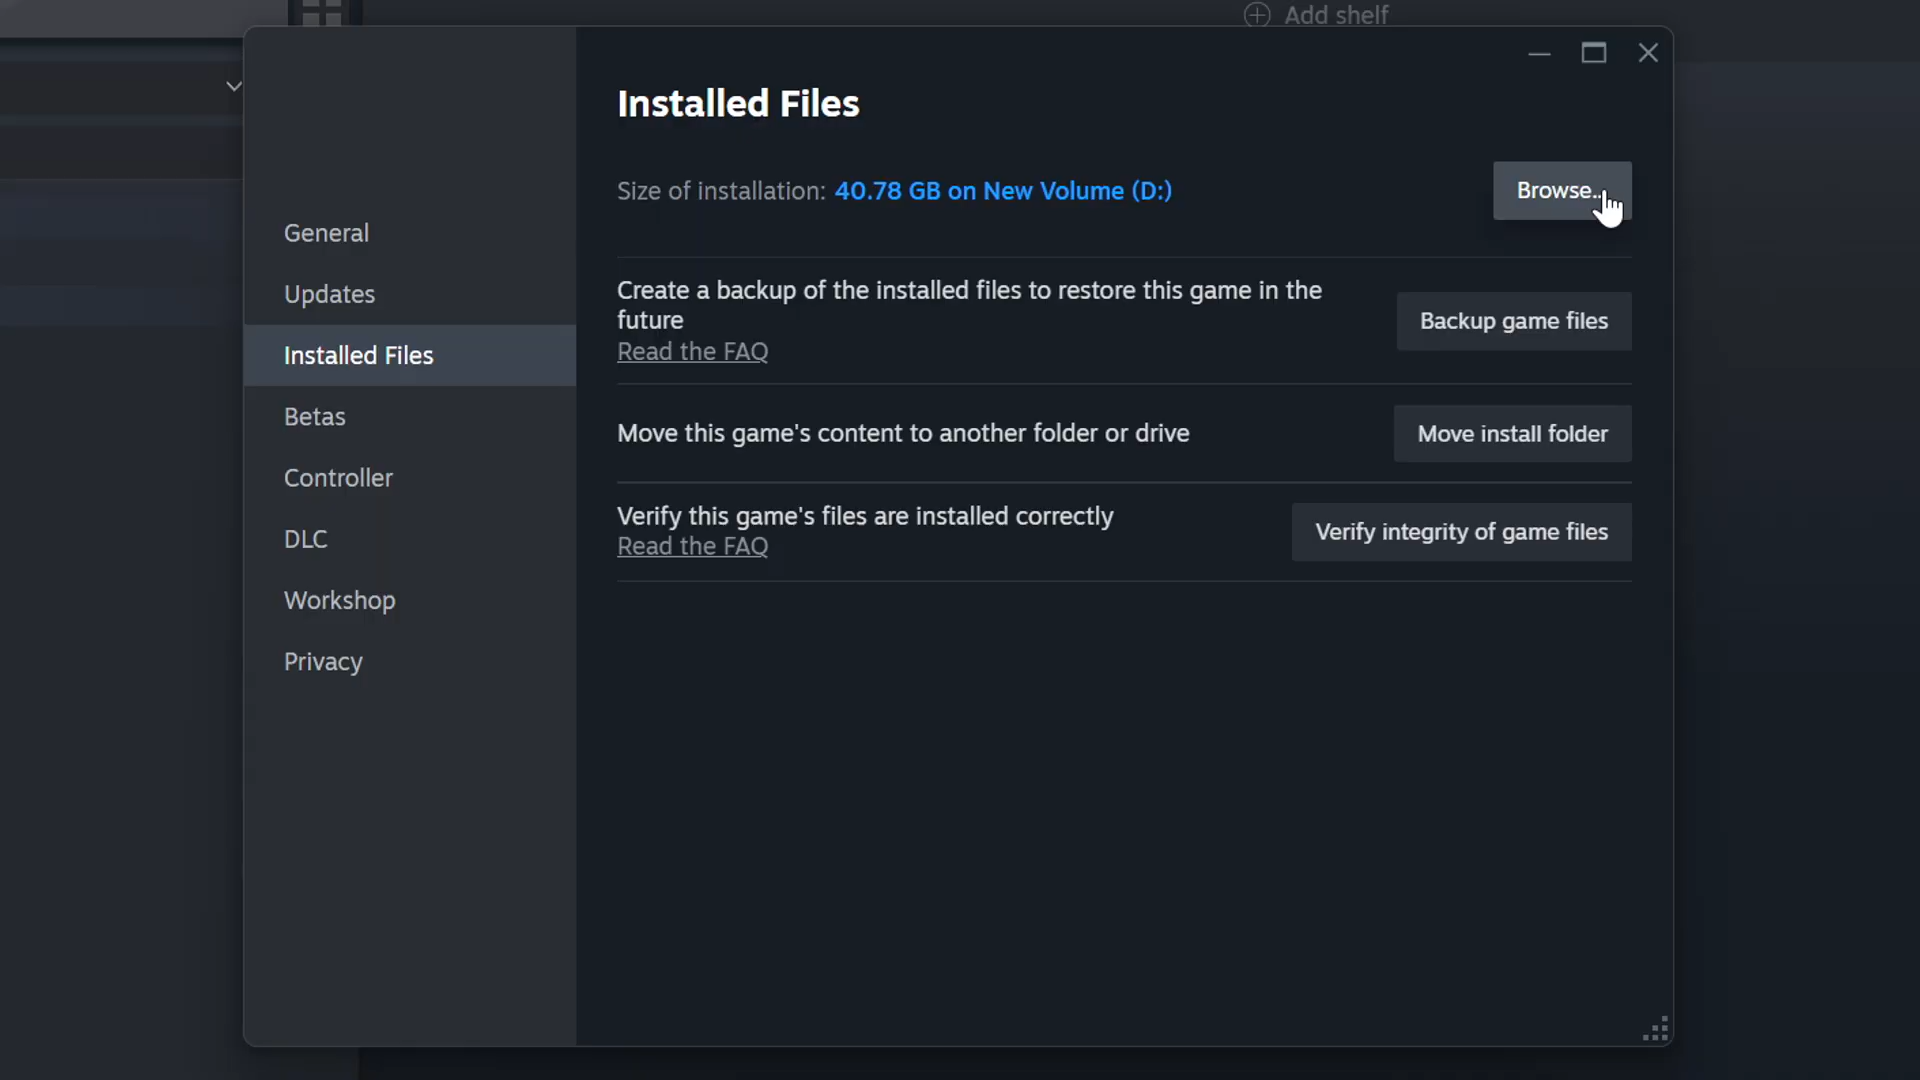 Add shelf
Installed Files
Size of installation: 40.78 GB on New Volume (D:)
Browse...
General
Updates
Installed Files
Betas
Controller
DLC
Workshop
Privacy
Create a backup of the installed files to restore this game in the
future
Read the FAQ
Backup game files
Move this game's content to another folder or drive
Move install folder
Verify this game's files are installed correctly
Read the FAQ
Verify integrity of game files